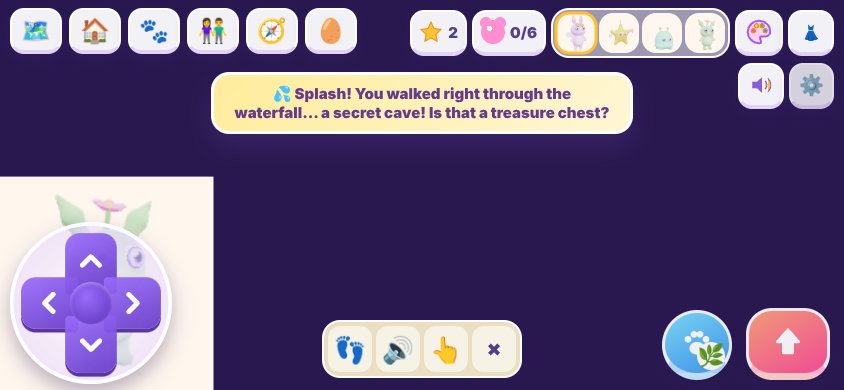 2
0/6
💦 Splash! You walked right through the
waterfall... a secret cave! Is that a treasure chest?